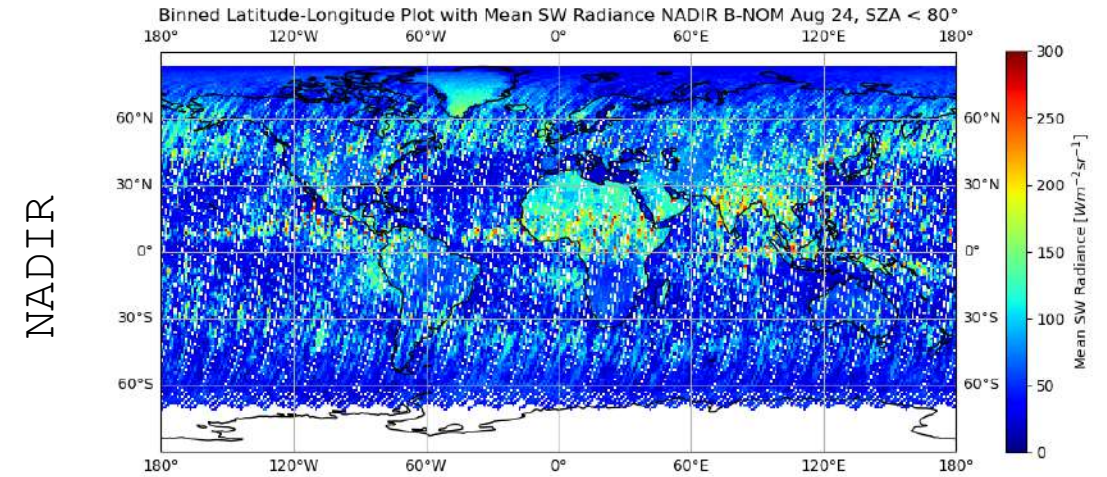 Binned Latitude-Longitude Plot with Mean SW Radiance NADIR B-NOM Aug 24, SZA < 80°
180° 120°W 60°W 0° 60°E 120°E 180°
300
60°N 60°N
250
30°N 30°N
200
0° 0°
150
30°S 30°S
100
60°S 60°S
50
0
180° 120°W 60°W 0° 60°E 120°E 180°
NADIR
Mean SW Radiance [Wm⁻²sr⁻¹]